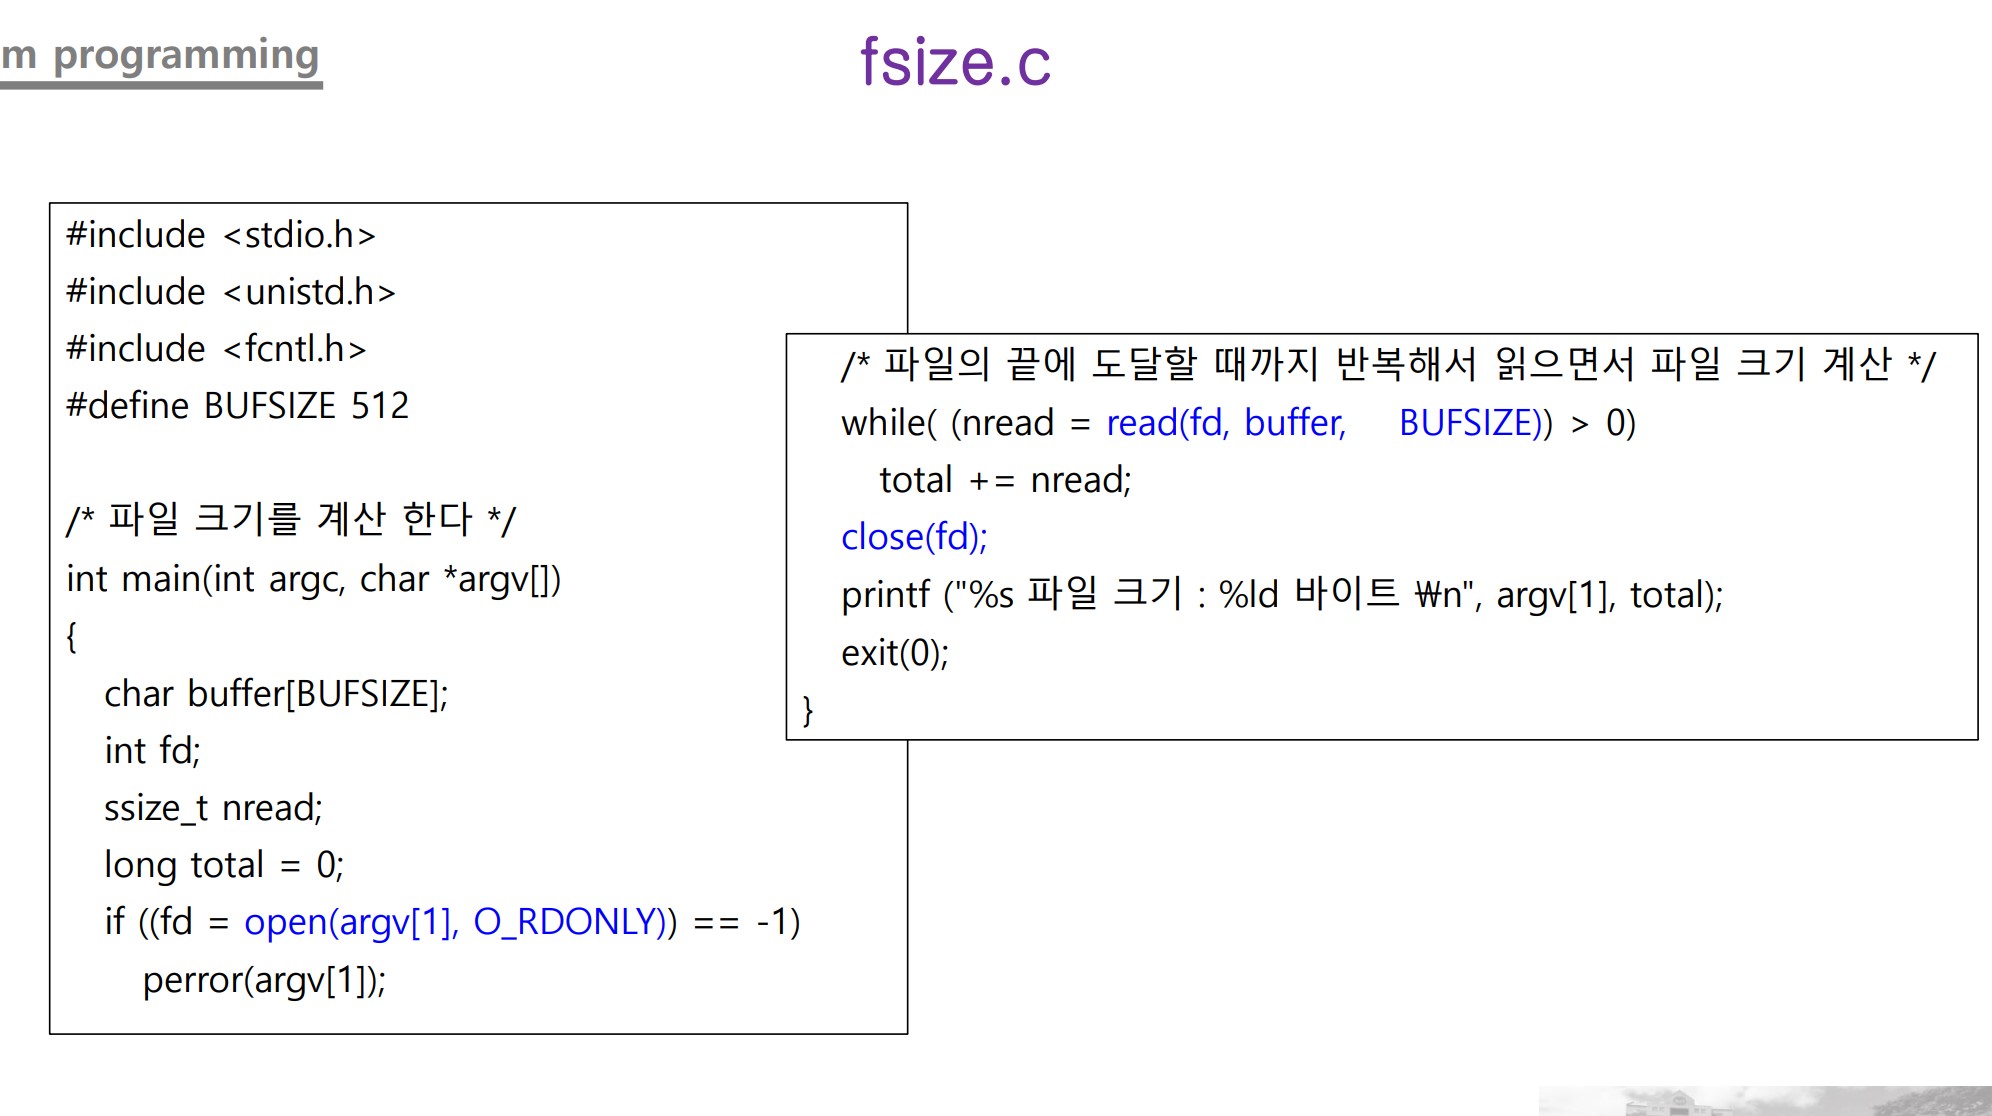 m programming
fsize.c
#include <stdio.h>
#include <unistd.h>
#include <fcntl.h>
#define BUFSIZE 512
/* 파일 크기를 계산 한다 */
int main(int argc, char *argv[])
{
char buffer[BUFSIZE];
int fd;
ssize_t nread;
long total = 0;
if ((fd = open(argv[1], O_RDONLY)) == -1)
perror(argv[1]);
/* 파일의 끝에 도달할 때까지 반복해서 읽으면서 파일 크기 계산 */
while( (nread = read(fd, buffer, BUFSIZE)) > 0)
total += nread;
close(fd);
printf ("%s 파일 크기 : %ld 바이트 ₩n", argv[1], total);
exit(0);
}